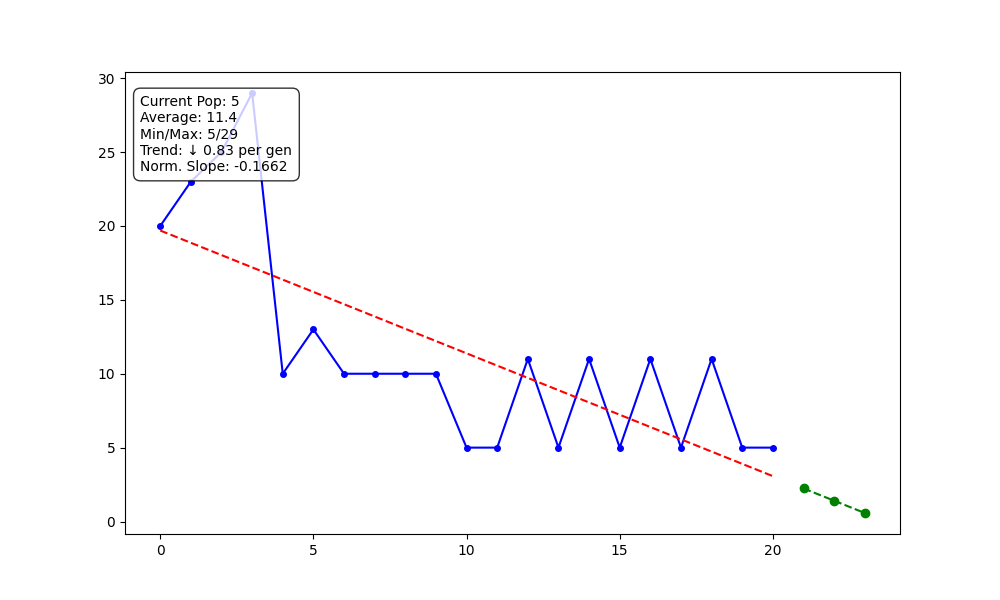 30
25
20
15
10
5
0
Current Pop: 5
Average: 11.4
Min/Max: 5/29
Trend: ↓ 0.83 per gen
Norm. Slope: -0.1662
0 5 10 15 20